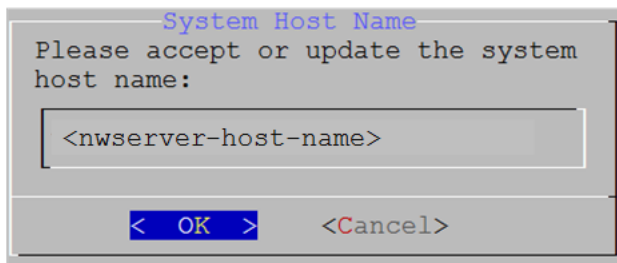 System Host Name
Please accept or update the system
host name:
<nwserver-host-name>
< OK > <Cancel>